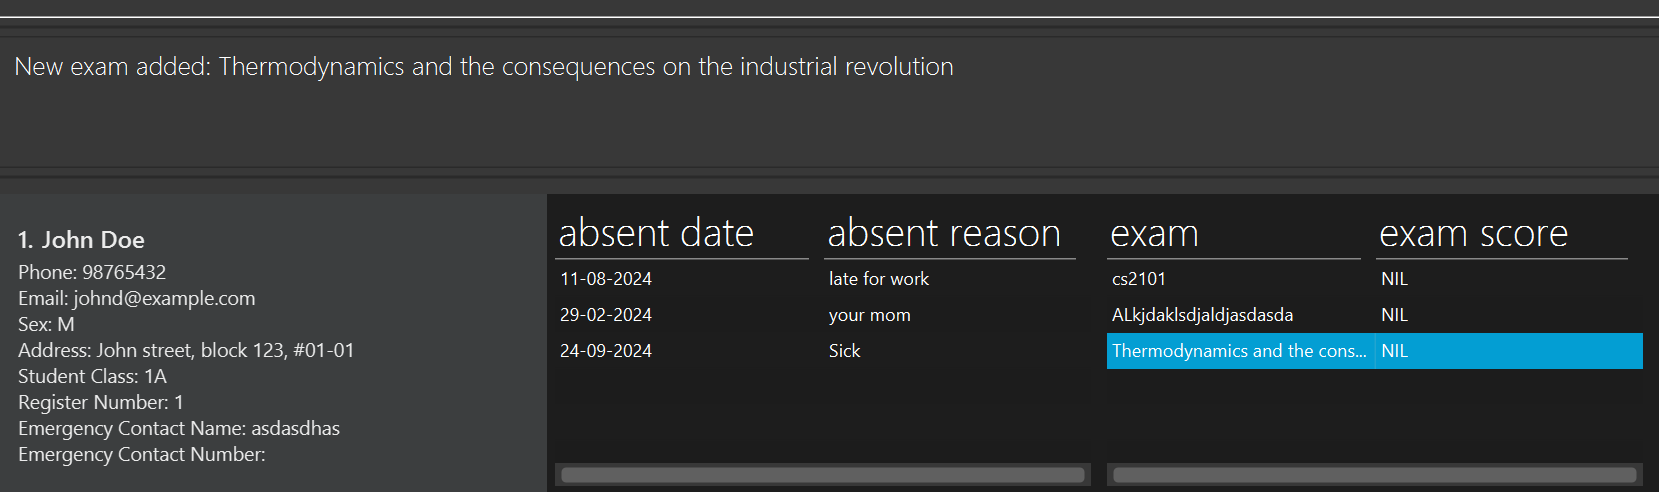 New exam added: Thermodynamics and the consequences on the industrial revolution
1. John Doe
Phone: 98765432
Email: johnd@example.com
Sex: M
Address: John street, block 123, #01-01
Student Class: 1A
Register Number: 1
Emergency Contact Name: asdasdhas
Emergency Contact Number:
absent date absent reason
11-08-2024 late for work
29-02-2024 your mom
24-09-2024 Sick
exam exam score
cs2101 NIL
ALkjdaklsdjaldjasdasda NIL
Thermodynamics and the cons... NIL